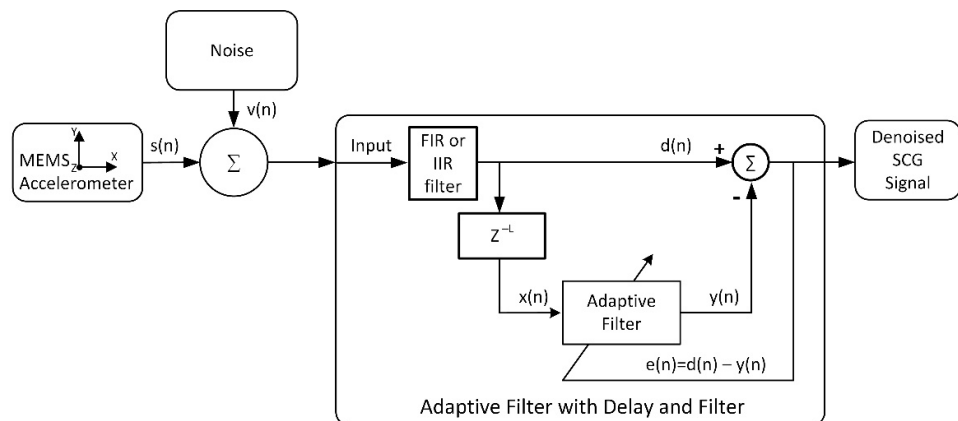 Noise
v(n)
Y
X
Z
MEMS
Accelerometer
s(n)
Σ
Input
FIR or
IIR
filter
d(n)
+
Σ
-
Denoised
SCG
Signal
Z⁻ᴸ
x(n)
Adaptive
Filter
y(n)
e(n)=d(n) – y(n)
Adaptive Filter with Delay and Filter